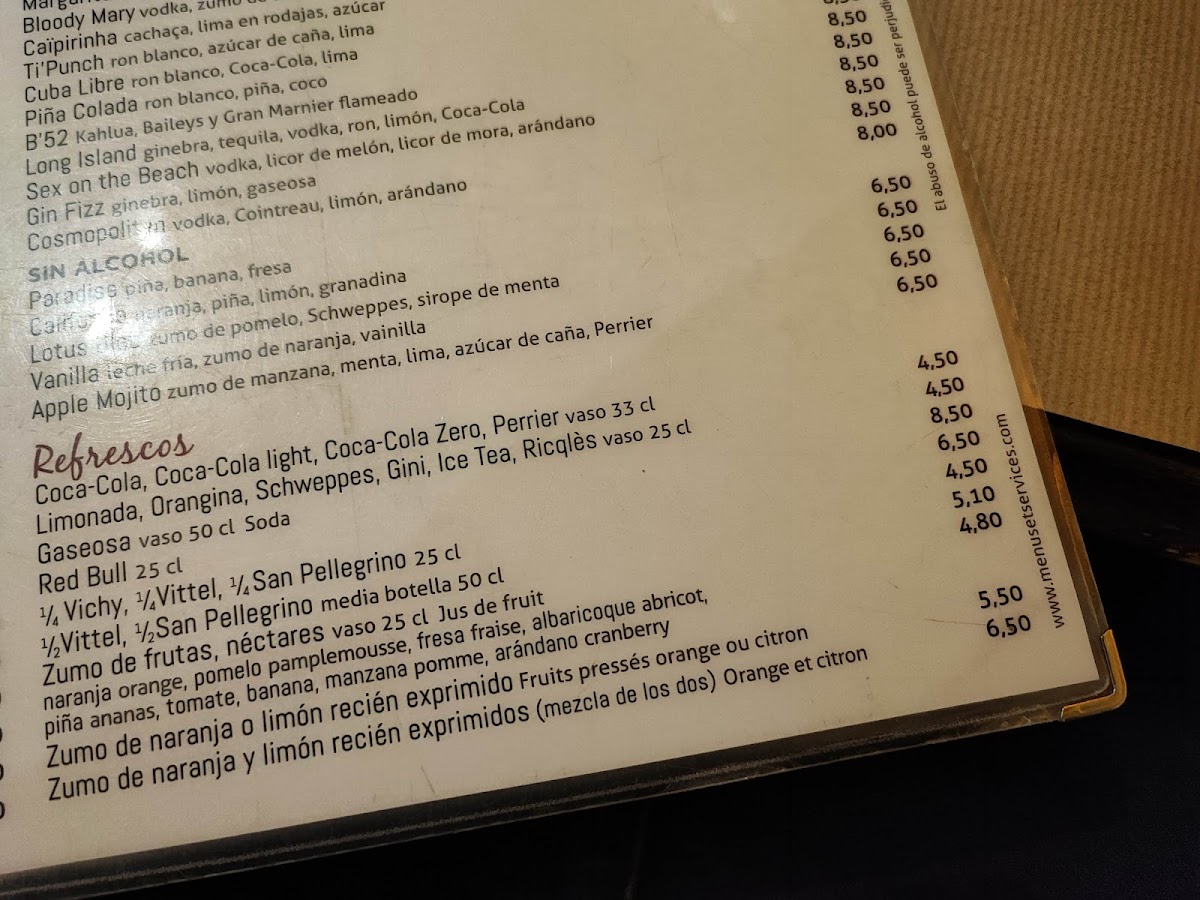 Bloody Mary vodka, zumo de
Caïpirinha cachaça, lima en rodajas, azúcar
Ti'Punch ron blanco, azúcar de caña, lima
Cuba Libre ron blanco, Coca-Cola, lima
Piña Colada ron blanco, piña, coco
B'52 Kahlua, Baileys y Gran Marnier flameado
Long Island ginebra, tequila, vodka, ron, limón, Coca-Cola
Sex on the Beach vodka, licor de melón, licor de mora, arándano
Gin Fizz ginebra, limón, gaseosa
vodka, Cointreau, limón, arándano
8,50
8,50
8,50
8,50
8,50
8,50
8,00
SIN ALCOHOL
Paradise piña, banana, fresa 6,50
naranja, piña, limón, granadina 6,50
Lotus zumo de pomelo, Schweppes, sirope de menta 6,50
Vanilla leche fría, zumo de naranja, vainilla 6,50
Apple Mojito zumo de manzana, menta, lima, azúcar de caña, Perrier 6,50
Refrescos
Coca-Cola, Coca-Cola light, Coca-Cola Zero, Perrier vaso 33 cl 4,50
Limonada, Orangina, Schweppes, Gini, Ice Tea, Ricqlès vaso 25 cl 4,50
Gaseosa vaso 50 cl Soda 8,50
Red Bull 25 cl 6,50
¼ Vichy, ¼ Vittel, ¼ San Pellegrino 25 cl 4,50
½ Vittel, ½ San Pellegrino media botella 50 cl 5,10
Zumo de frutas, néctares vaso 25 cl Jus de fruit 4,80
naranja orange, pomelo pamplemousse, fresa fraise, albaricoque abricot,
piña ananas, tomate, banana, manzana pomme, arándano cranberry
Zumo de naranja o limón recién exprimido Fruits pressés orange ou citron 5,50
Zumo de naranja y limón recién exprimidos (mezcla de los dos) Orange et citron 6,50
El abuso de alcohol puede ser
www.menusetservices.com